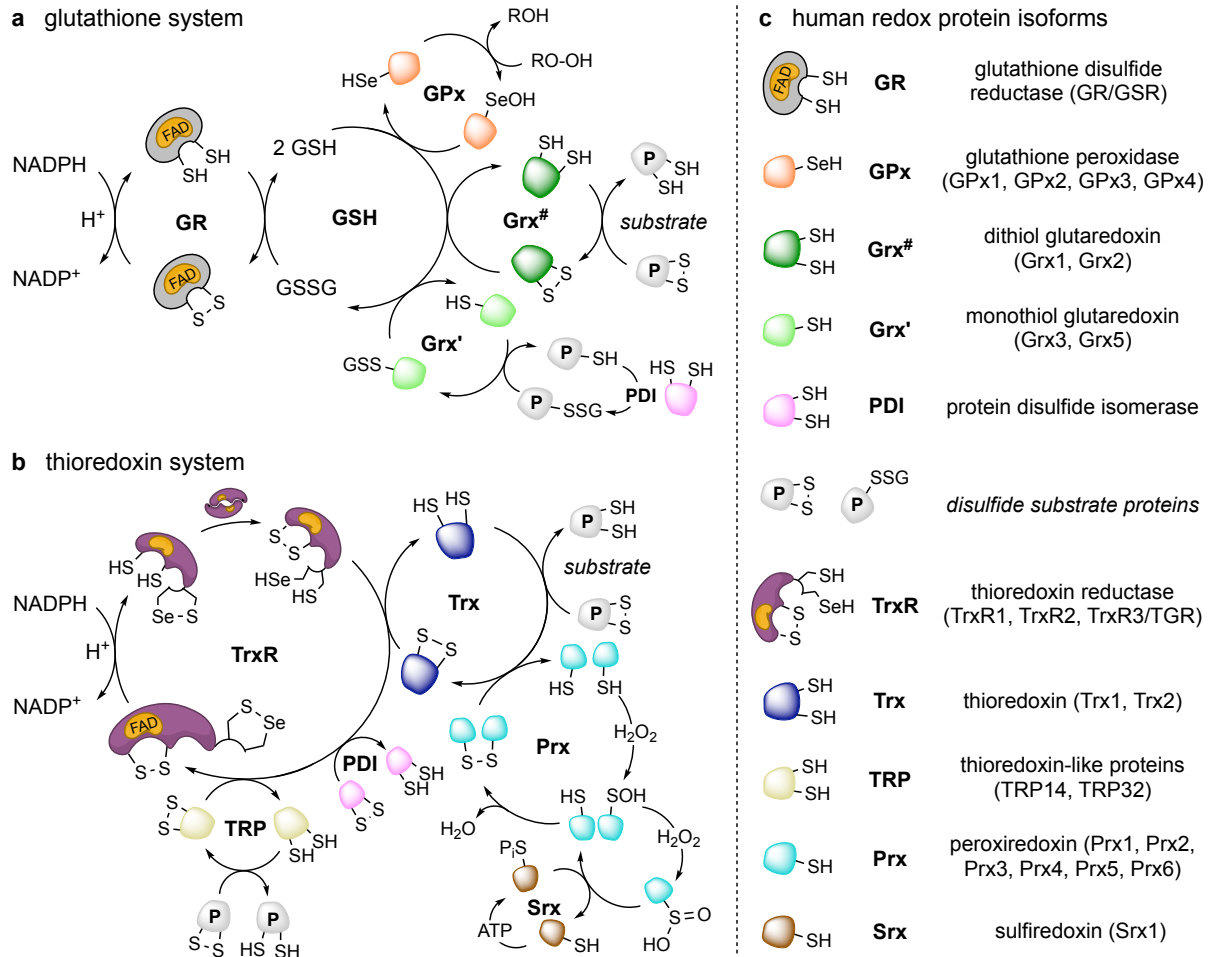 a glutathione system
ROH
RO-OH
HSe
GPx
SeOH
FAD
SH
SH
NADPH
H+
NADP+
GR
FAD
S
S
2 GSH
GSH
GSSG
SH
SH
Grx#
S
S
P
SH
SH
substrate
P
S
S
HS
Grx'
GSS
P
SH
P
SSG
PDI
HS
SH
b thioredoxin system
HS
HS
Se
S
S
S
HSe
HS
NADPH
H+
NADP+
TrxR
FAD
S
S
S
Se
HS
HS
Trx
S
S
P
SH
SH
substrate
P
S
S
HS
SH
H2O2
Prx
S
S
PDI
SH
SH
S
S
S
S
TRP
SH
SH
P
S
S
P
HS
SH
H2O
HS
SOH
H2O2
PiS
Srx
ATP
SH
S
O
HO
c human redox protein isoforms
FAD
SH
SH
GR
glutathione disulfide
reductase (GR/GSR)
SeH
GPx
glutathione peroxidase
(GPx1, GPx2, GPx3, GPx4)
SH
SH
Grx#
dithiol glutaredoxin
(Grx1, Grx2)
SH
Grx'
monothiol glutaredoxin
(Grx3, Grx5)
SH
SH
PDI
protein disulfide isomerase
P
S
S
P
SSG
disulfide substrate proteins
SH
SeH
S
S
TrxR
thioredoxin reductase
(TrxR1, TrxR2, TrxR3/TGR)
SH
SH
Trx
thioredoxin (Trx1, Trx2)
SH
SH
TRP
thioredoxin-like proteins
(TRP14, TRP32)
SH
Prx
peroxiredoxin (Prx1, Prx2,
Prx3, Prx4, Prx5, Prx6)
SH
Srx
sulfiredoxin (Srx1)